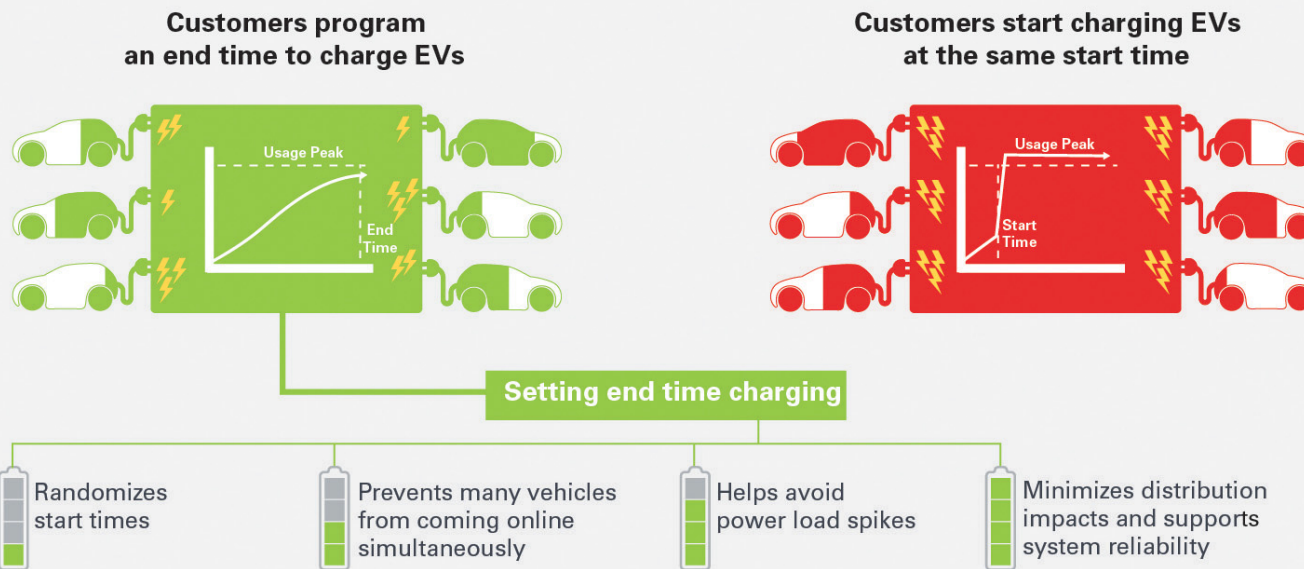 Customers program
an end time to charge EVs
Usage Peak
End
Time
Customers start charging EVs
at the same start time
Usage Peak
Start
Time
Setting end time charging
Randomizes
start times
Prevents many vehicles
from coming online
simultaneously
Helps avoid
power load spikes
Minimizes distribution
impacts and supports
system reliability